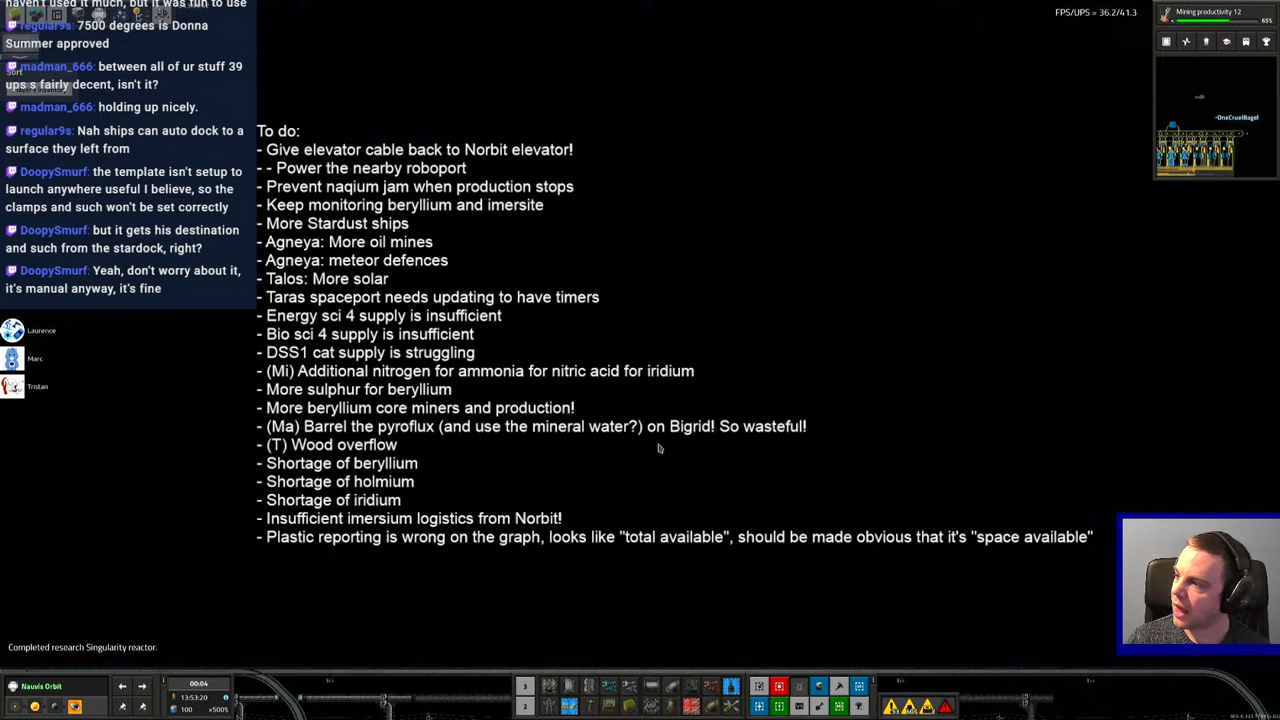 haven't used it much, but it was fun to use
regular9s: 7500 degrees is Donna
Summer approved
madman_666: between all of ur stuff 39
ups s fairly decent, isn't it?
madman_666: holding up nicely.
regular9s: Nah ships can auto dock to a
surface they left from
DoopySmurf: the template isn't setup to
launch anywhere useful I believe, so the
clamps and such won't be set correctly
DoopySmurf: but it gets his destination
and such from the stardock, right?
DoopySmurf: Yeah, don't worry about it,
it's manual anyway, it's fine
Sort
Laurence
Marc
Tristan
To do:
- Give elevator cable back to Norbit elevator!
- - Power the nearby roboport
- Prevent naqium jam when production stops
- Keep monitoring beryllium and imersite
- More Stardust ships
- Agneya: More oil mines
- Agneya: meteor defences
- Talos: More solar
- Taras spaceport needs updating to have timers
- Energy sci 4 supply is insufficient
- Bio sci 4 supply is insufficient
- DSS1 cat supply is struggling
- (Mi) Additional nitrogen for ammonia for nitric acid for iridium
- More sulphur for beryllium
- More beryllium core miners and production!
- (Ma) Barrel the pyroflux (and use the mineral water?) on Bigrid! So wasteful!
- (T) Wood overflow
- Shortage of beryllium
- Shortage of holmium
- Shortage of iridium
- Insufficient imersium logistics from Norbit!
- Plastic reporting is wrong on the graph, looks like "total available", should be made obvious that it's "space available"
FPS/UPS = 36.2/41.3
Mining productivity 12
65%
OneCruelBagel
Completed research Singularity reactor.
Nauvis Orbit
00:04
13:53:20
100
×500%
3
2